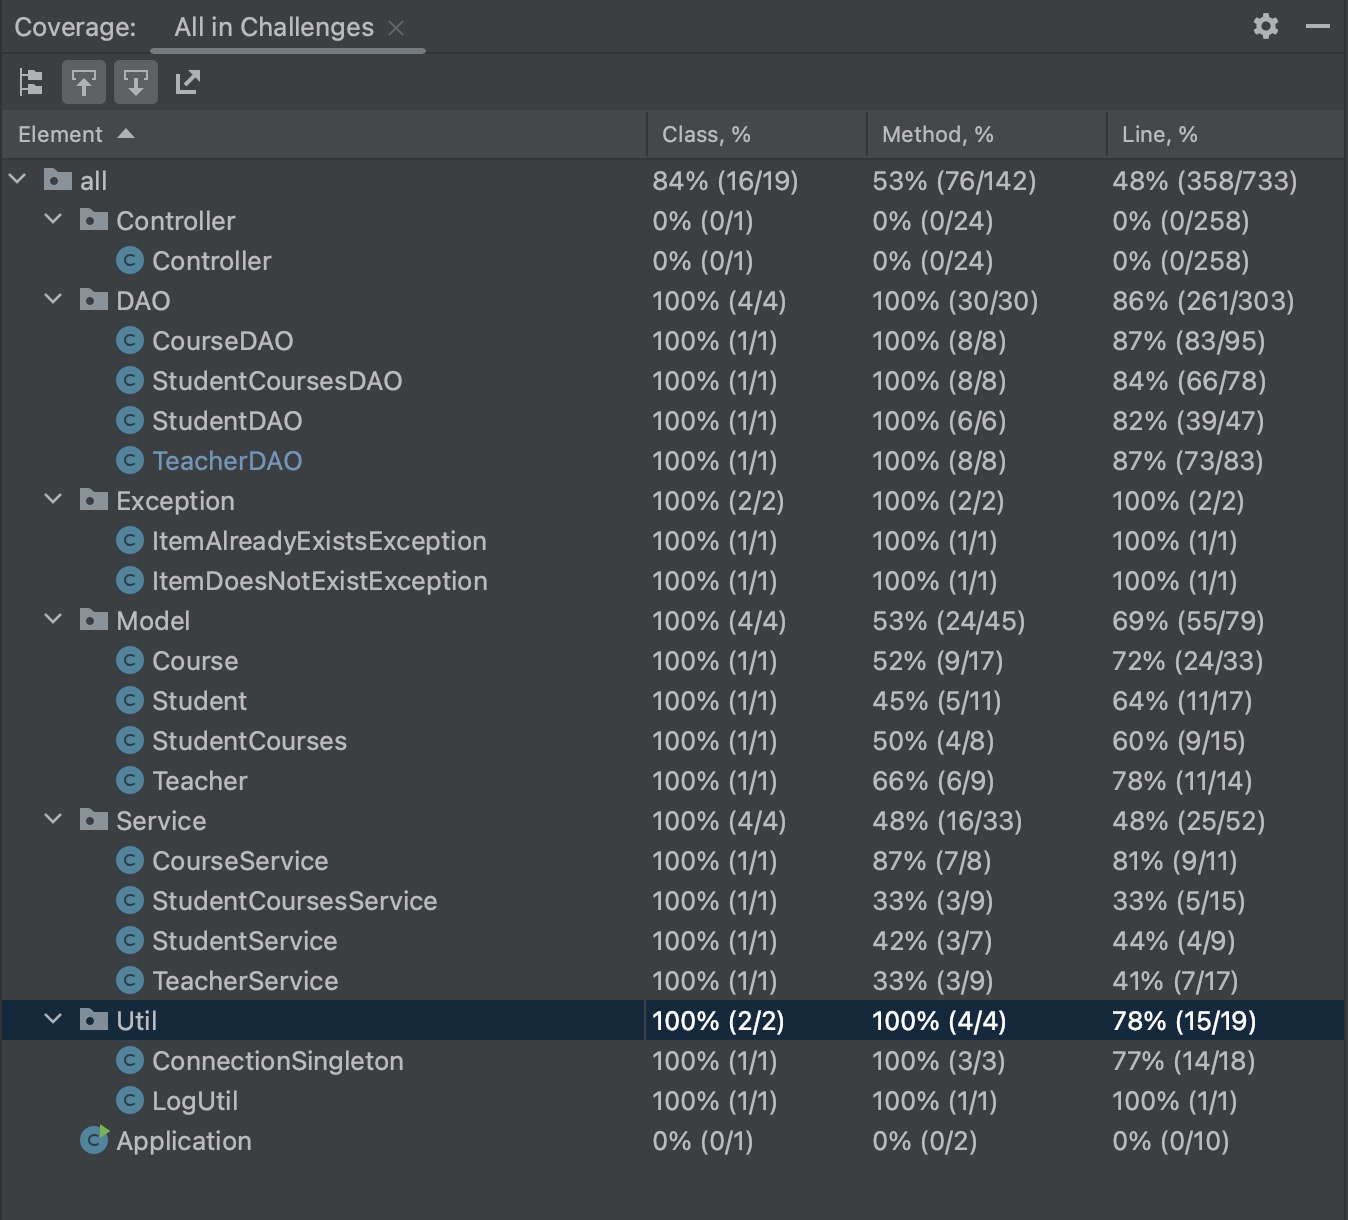 Coverage: All in Challenges
Element Class, % Method, % Line, %
all 84% (16/19) 53% (76/142) 48% (358/733)
Controller 0% (0/1) 0% (0/24) 0% (0/258)
C Controller 0% (0/1) 0% (0/24) 0% (0/258)
DAO 100% (4/4) 100% (30/30) 86% (261/303)
C CourseDAO 100% (1/1) 100% (8/8) 87% (83/95)
C StudentCoursesDAO 100% (1/1) 100% (8/8) 84% (66/78)
C StudentDAO 100% (1/1) 100% (6/6) 82% (39/47)
C TeacherDAO 100% (1/1) 100% (8/8) 87% (73/83)
Exception 100% (2/2) 100% (2/2) 100% (2/2)
C ItemAlreadyExistsException 100% (1/1) 100% (1/1) 100% (1/1)
C ItemDoesNotExistException 100% (1/1) 100% (1/1) 100% (1/1)
Model 100% (4/4) 53% (24/45) 69% (55/79)
C Course 100% (1/1) 52% (9/17) 72% (24/33)
C Student 100% (1/1) 45% (5/11) 64% (11/17)
C StudentCourses 100% (1/1) 50% (4/8) 60% (9/15)
C Teacher 100% (1/1) 66% (6/9) 78% (11/14)
Service 100% (4/4) 48% (16/33) 48% (25/52)
C CourseService 100% (1/1) 87% (7/8) 81% (9/11)
C StudentCoursesService 100% (1/1) 33% (3/9) 33% (5/15)
C StudentService 100% (1/1) 42% (3/7) 44% (4/9)
C TeacherService 100% (1/1) 33% (3/9) 41% (7/17)
Util 100% (2/2) 100% (4/4) 78% (15/19)
C ConnectionSingleton 100% (1/1) 100% (3/3) 77% (14/18)
C LogUtil 100% (1/1) 100% (1/1) 100% (1/1)
C Application 0% (0/1) 0% (0/2) 0% (0/10)